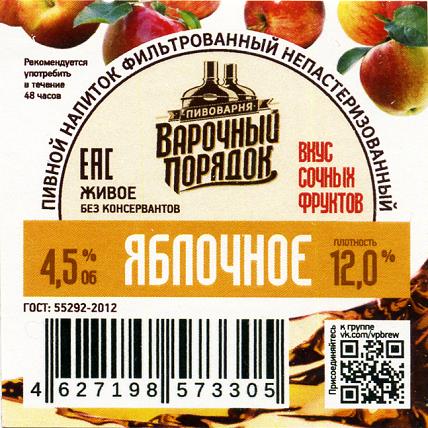 Рекомендуется
употребить
в течение
48 часов
ПИВНОЙ НАПИТОК ФИЛЬТРОВАННЫЙ НЕПАСТЕРИЗОВАННЫЙ
ПИВОВАРНЯ
ВАРОЧНЫЙ
ПОРЯДОК
ЕАС
ЖИВОЕ
БЕЗ КОНСЕРВАНТОВ
ВКУС
СОЧНЫХ
ФРУКТОВ
4,5 % об
ЯБЛОЧНОЕ
ПЛОТНОСТЬ
12,0 %
ГОСТ: 55292-2012
4 627198 573305
Присоединяйтесь
к группе
vk.com/vpbrew